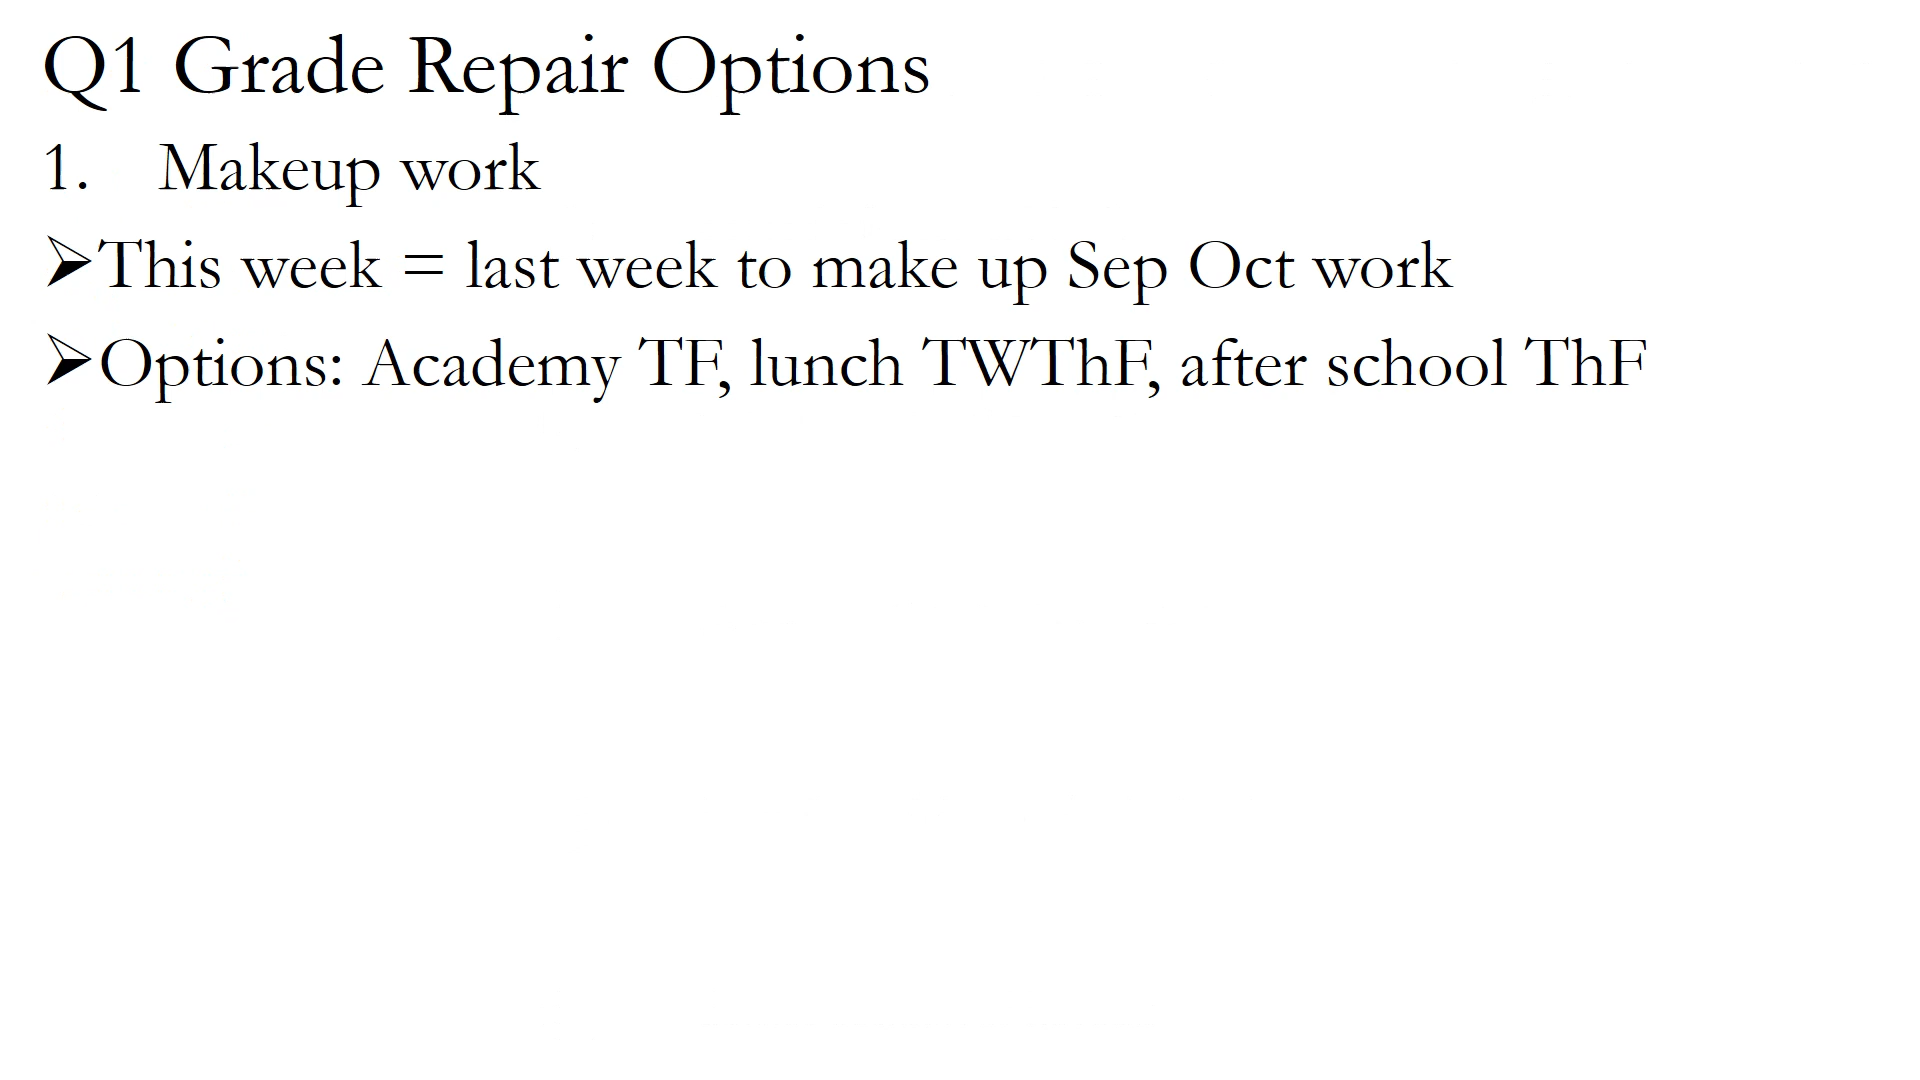 Q1 Grade Repair Options
1. Makeup work
➢This week = last week to make up Sep Oct work
➢Options: Academy TF, lunch TWThF, after school ThF